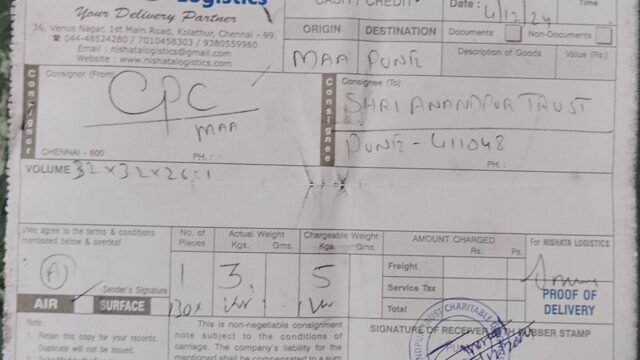 Logistics
Your Delivery Partner
36, Venus Nagar, 1st Main Road, Kolathur, Chennai - 99.
☎ 044-48524280 / 7010458303 / 9380559960
Email : nishatalogistics@gmail.com
Website : www.nishatalogistics.com
CASH / CREDIT
Date : 4/12/24
Time
ORIGIN DESTINATION
MAA PUNE
Documents Non-Documents
Description of Goods Value (Rs.)
Consignor
Consignor (From)
CPC
MAA
CHENNAI - 600 PH. :
Consignee
Consignee (To)
SHRI ANANDPUR TRUST
PUNE - 411048
PH. :
VOLUME 32 x 32 x 26 = 1
I/We agree to the terms & conditions
mentioned below & overleaf
Sender's Signature
AIR SURFACE
No. of Pieces
1
Box
Actual Weight
Kgs. Gms.
3
Chargeable Weight
Kgs. Gms.
5
AMOUNT CHARGED
Rs. Ps.
Freight
Service Tax
Total
For NISHATA LOGISTICS
PROOF OF
DELIVERY
Note.
1. Retain this copy for your records.
Duplicate will not be issued.
This is non-negotiable consignment
note subject to the conditions of
carriage. The company's liability for the
SIGNATURE OF RECEIVER WITH RUBBER STAMP
CHARITABLE